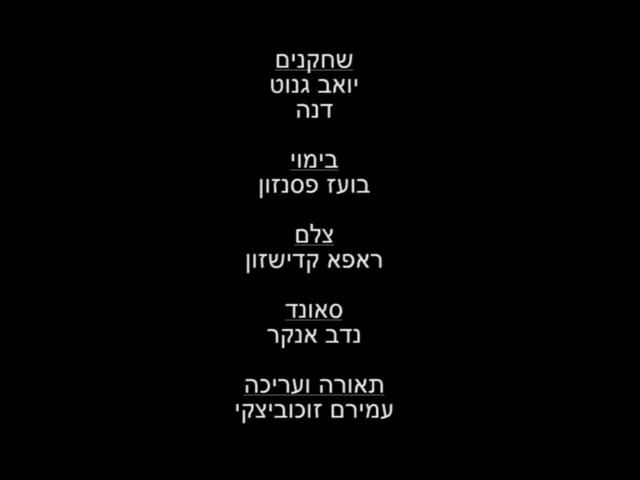 שחקנים
יואב גנוט
דנה
בימוי
בועז פסנזון
צלם
ראפא קדישזון
סאונד
נדב אנקר
תאורה ועריכה
עמירם זוכוביצקי